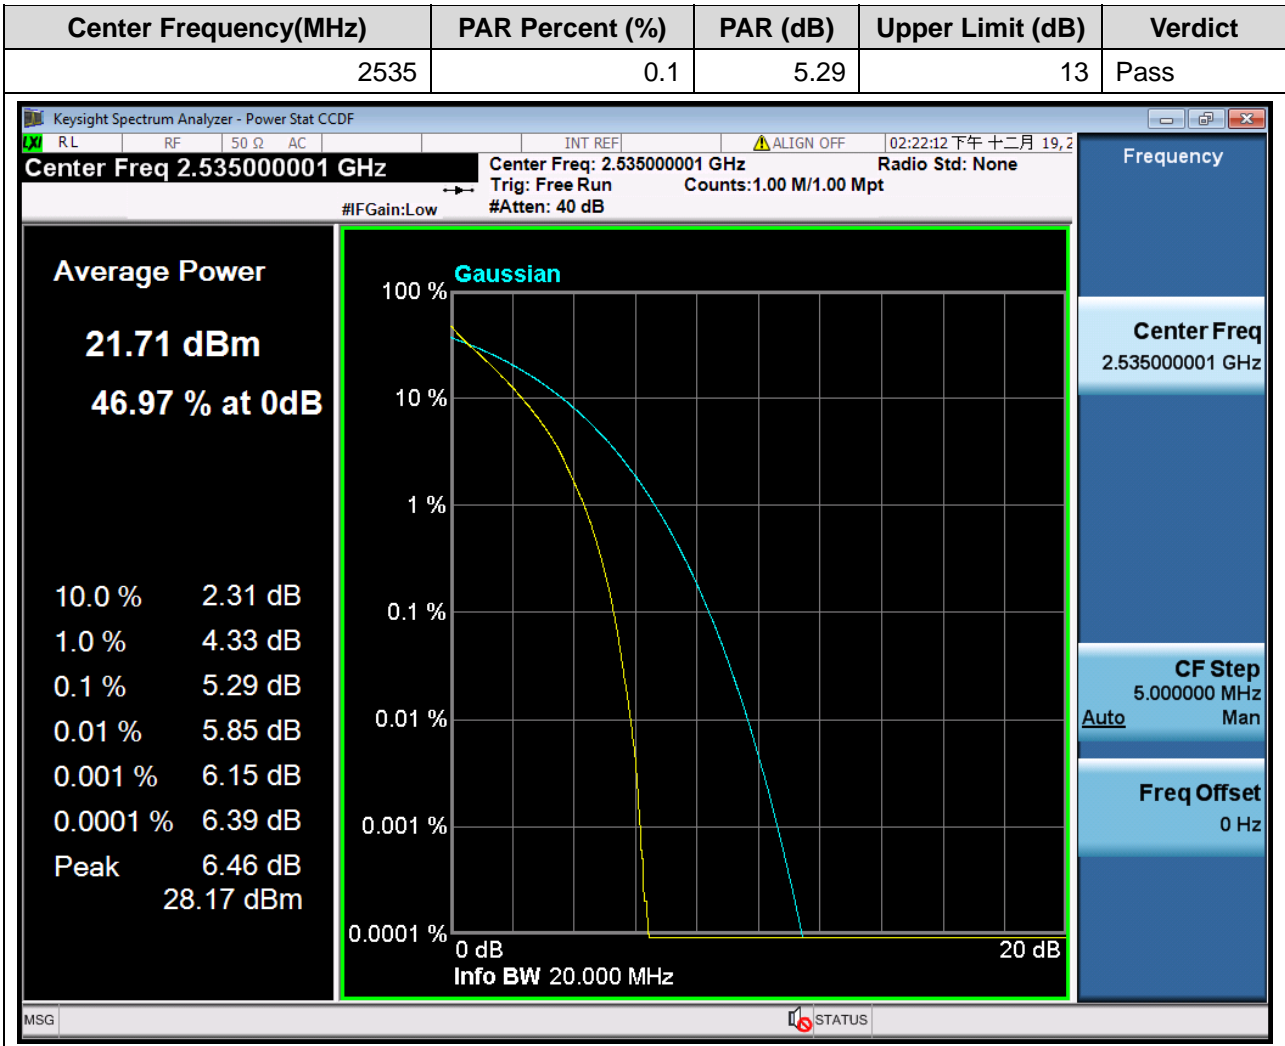 Center Frequency(MHz) PAR Percent (%) PAR (dB) Upper Limit (dB) Verdict
2535 0.1 5.29 13 Pass
Keysight Spectrum Analyzer - Power Stat CCDF
LXI RL RF 50 Ω AC INT REF ALIGN OFF 02:22:12 下午 十二月 19, 2
Center Freq 2.535000001 GHz
Center Freq: 2.535000001 GHz Radio Std: None
Trig: Free Run Counts:1.00 M/1.00 Mpt
#IFGain:Low #Atten: 40 dB
Average Power
21.71 dBm
46.97 % at 0dB
10.0 % 2.31 dB
1.0 % 4.33 dB
0.1 % 5.29 dB
0.01 % 5.85 dB
0.001 % 6.15 dB
0.0001 % 6.39 dB
Peak 6.46 dB
28.17 dBm
Gaussian
100 %
10 %
1 %
0.1 %
0.01 %
0.001 %
0.0001 %
0 dB 20 dB
Info BW 20.000 MHz
Frequency
Center Freq
2.535000001 GHz
CF Step
5.000000 MHz
Auto Man
Freq Offset
0 Hz
MSG STATUS